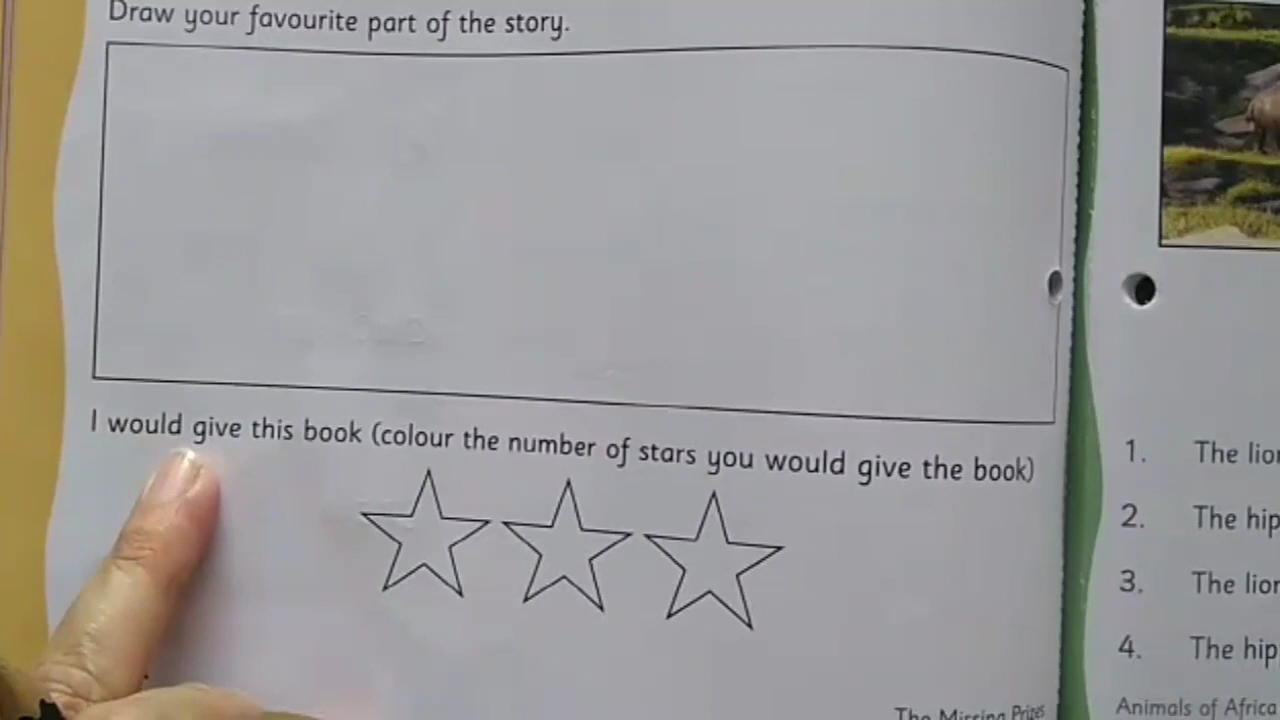 Draw your favourite part of the story.
I would give this book (colour the number of stars you would give the book)
The Missing Prizes
1. The lion
2. The hip
3. The lion
4. The hip
Animals of Africa